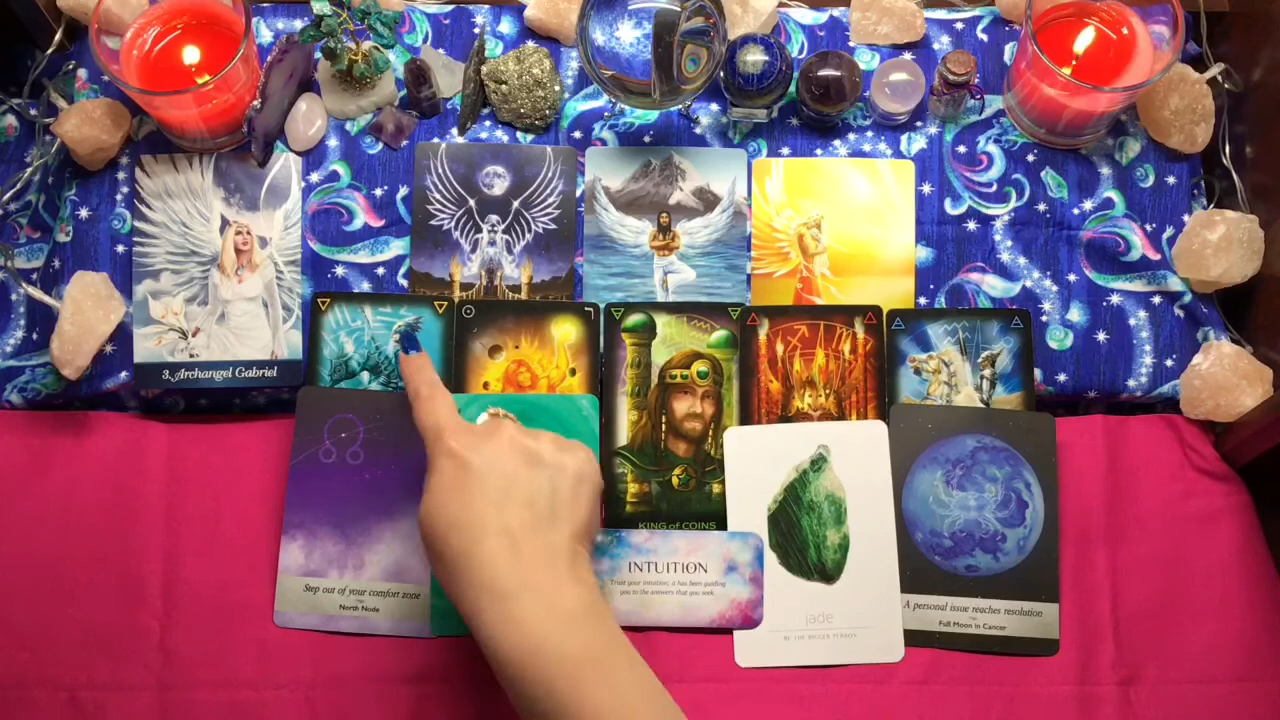 3. Archangel Gabriel
KING of COINS
INTUITION
Trust your intuition; it has been guiding
you to the answers that you seek.
Step out of your comfort zone
North Node
jade
BE THE BIGGER PERSON
A personal issue reaches resolution
Full Moon in Cancer